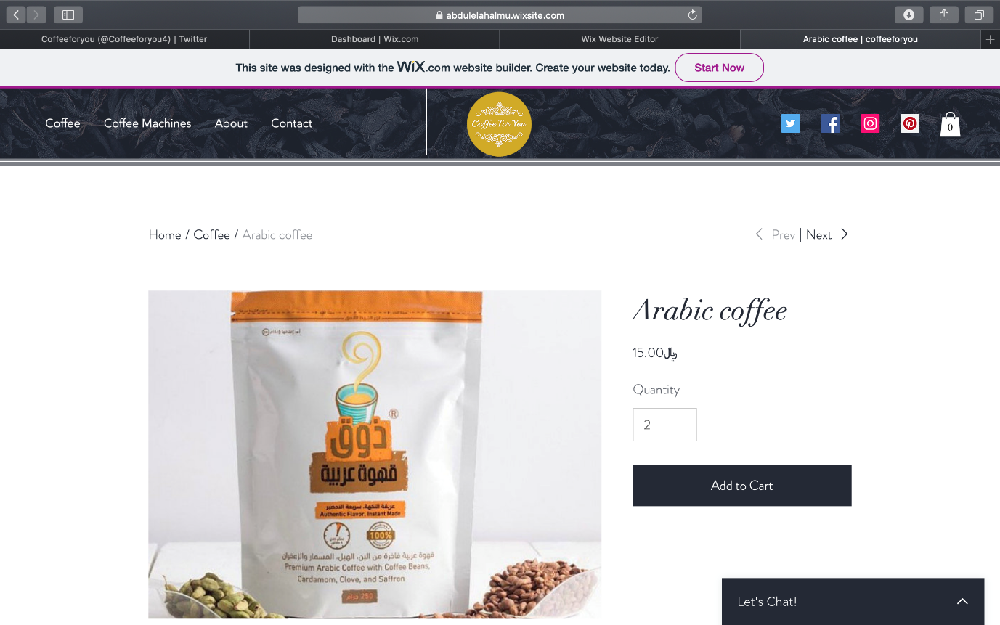 abdulelahalmu.wixsite.com
Coffeeforyou (@Coffeeforyou4) | Twitter
Dashboard | Wix.com
Wix Website Editor
Arabic coffee | coffeeforyou
This site was designed with the WiX.com website builder. Create your website today.
Start Now
Coffee
Coffee Machines
About
Contact
Coffee For You
0
Home / Coffee / Arabic coffee
Prev | Next
Arabic coffee
15.00﷼
Quantity
2
Add to Cart
®
ذوق
قهوة عربية
عريقة النكهة، سريعة التحضير
Authentic Flavor, Instant Made
100%
قهوة عربية فاخرة من البن، الهيل، المسمار والزعفران
Premium Arabic Coffee with Coffee Beans,
Cardamom, Clove, and Saffron
250 جرام
Let's Chat!